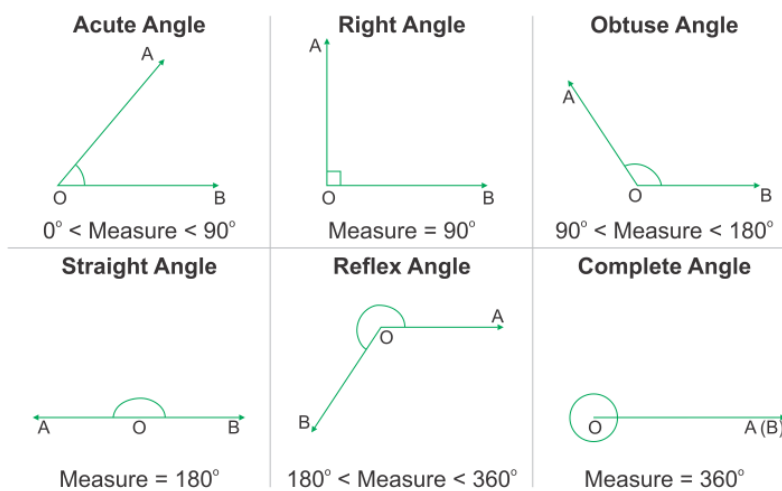 Acute Angle
A
O
B
0° < Measure < 90°
Right Angle
A
O
B
Measure = 90°
Obtuse Angle
A
O
B
90° < Measure < 180°
Straight Angle
A
O
B
Measure = 180°
Reflex Angle
A
O
B
180° < Measure < 360°
Complete Angle
O
A (B)
Measure = 360°